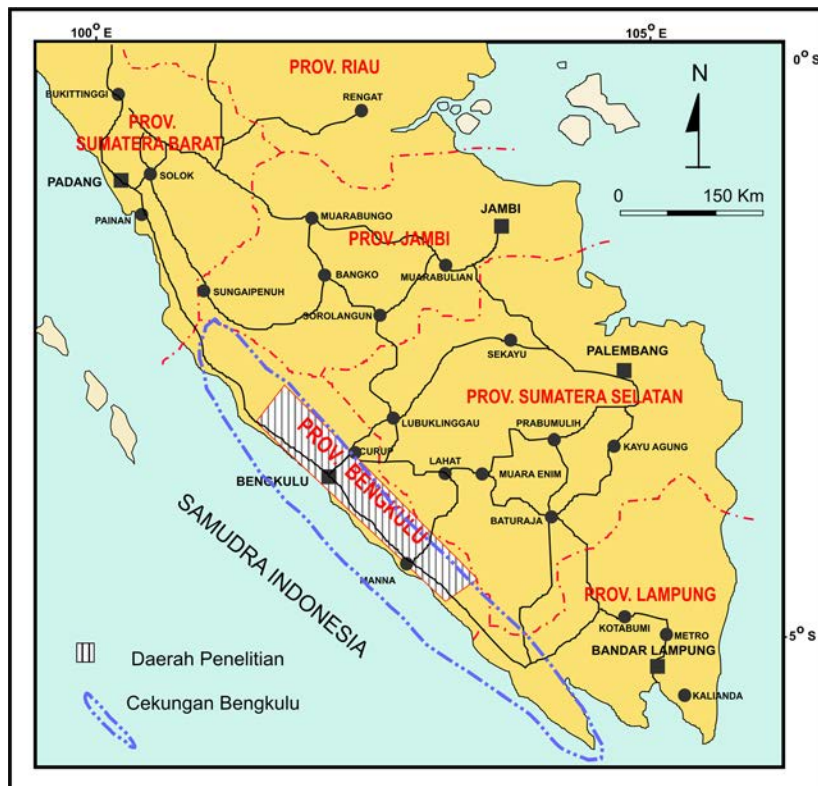 100° E
105° E
0° S
PROV. RIAU
N
BUKITTINGGI
RENGAT
PROV.
SUMATERA BARAT
PADANG
SOLOK
0 150 Km
PAINAN
MUARABUNGO
JAMBI
PROV. JAMBI
BANGKO
MUARABULIAN
SUNGAIPENUH
SOROLANGUN
SEKAYU
PALEMBANG
PROV. SUMATERA SELATAN
LUBUKLINGGAU
PRABUMULIH
PROV. BENGKULU
CURUP
KAYU AGUNG
LAHAT
MUARA ENIM
BENGKULU
BATURAJA
SAMUDRA INDONESIA
MANNA
PROV. LAMPUNG
KOTABUMI
METRO
5° S
BANDAR LAMPUNG
Daerah Penelitian
KALIANDA
Cekungan Bengkulu